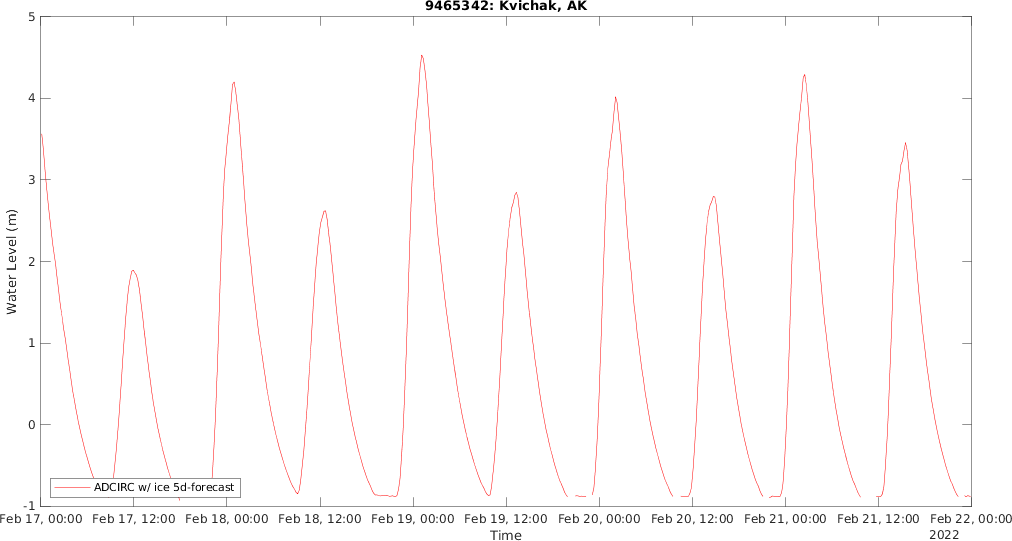 9465342: Kvichak, AK
5
4
3
2
1
0
-1
Water Level (m)
ADCIRC w/ ice 5d-forecast
Feb 17, 00:00 Feb 17, 12:00 Feb 18, 00:00 Feb 18, 12:00 Feb 19, 00:00 Feb 19, 12:00 Feb 20, 00:00 Feb 20, 12:00 Feb 21, 00:00 Feb 21, 12:00 Feb 22, 00:00
Time
2022